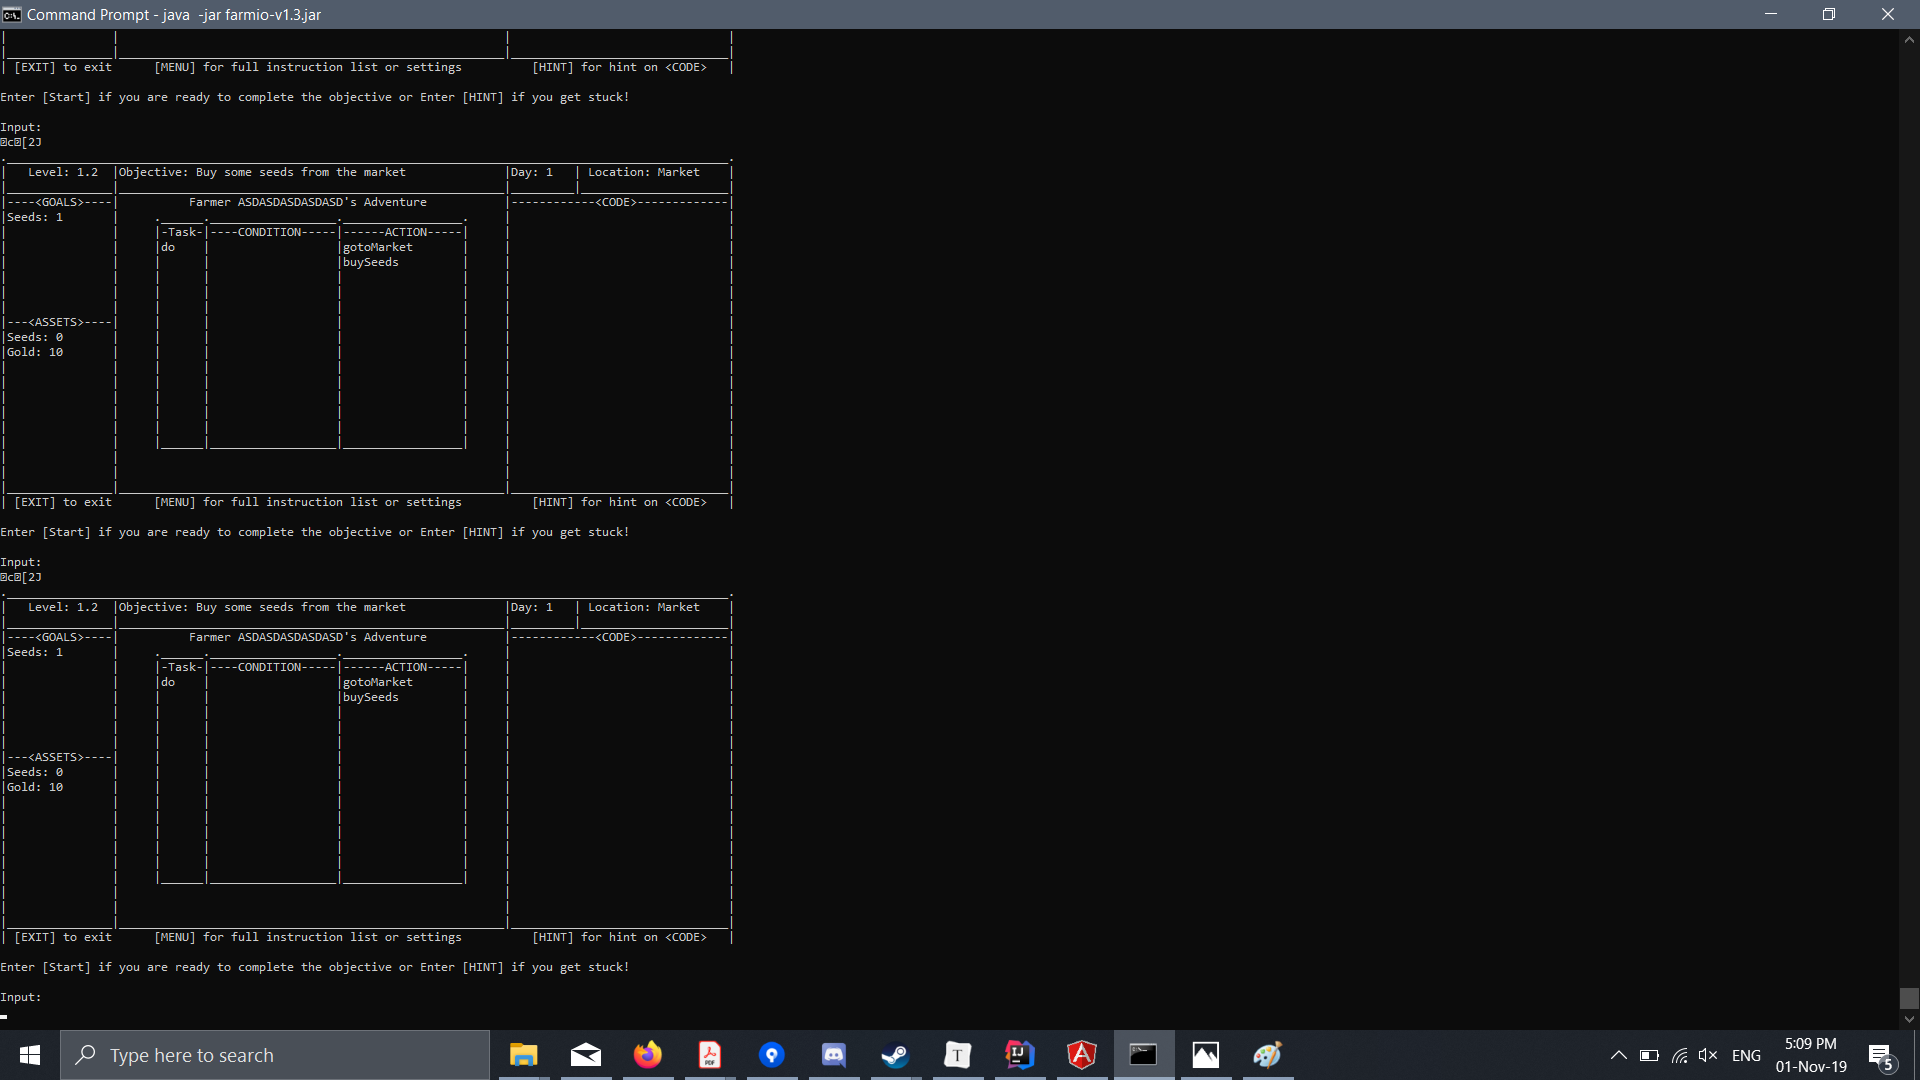 Command Prompt - java -jar farmio-v1.3.jar
[EXIT] to exit [MENU] for full instruction list or settings [HINT] for hint on <CODE>
Enter [Start] if you are ready to complete the objective or Enter [HINT] if you get stuck!
Input:
c[2J
Level: 1.2 Objective: Buy some seeds from the market Day: 1 Location: Market
----<GOALS>---- Farmer ASDASDASDASDASD's Adventure ------------<CODE>-------------
Seeds: 1
-Task- ----CONDITION----- ------ACTION-----
do gotoMarket
buySeeds
---<ASSETS>----
Seeds: 0
Gold: 10
[EXIT] to exit [MENU] for full instruction list or settings [HINT] for hint on <CODE>
Enter [Start] if you are ready to complete the objective or Enter [HINT] if you get stuck!
Input:
c[2J
Level: 1.2 Objective: Buy some seeds from the market Day: 1 Location: Market
----<GOALS>---- Farmer ASDASDASDASDASD's Adventure ------------<CODE>-------------
Seeds: 1
-Task- ----CONDITION----- ------ACTION-----
do gotoMarket
buySeeds
---<ASSETS>----
Seeds: 0
Gold: 10
[EXIT] to exit [MENU] for full instruction list or settings [HINT] for hint on <CODE>
Enter [Start] if you are ready to complete the objective or Enter [HINT] if you get stuck!
Input:
Type here to search
PDF
T
IJ
A
ENG
5:09 PM
01-Nov-19
5